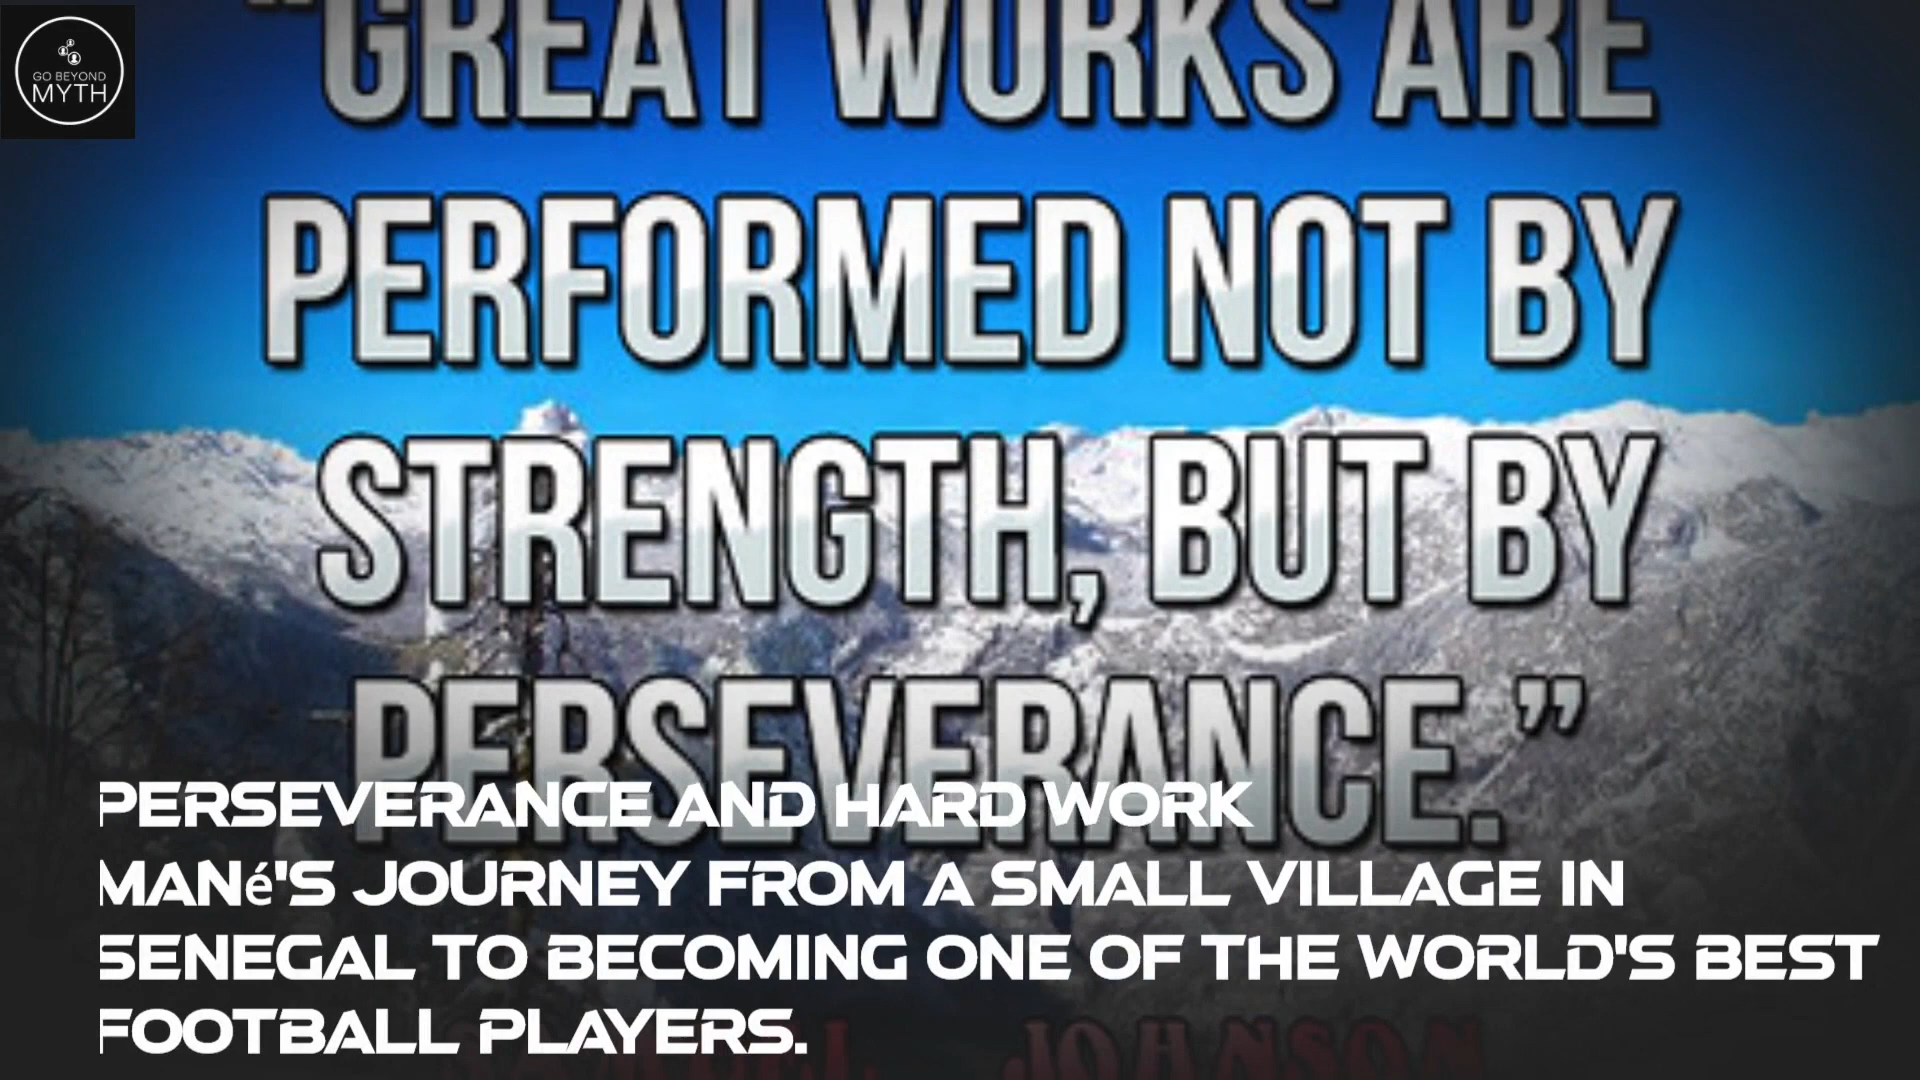 GO BEYOND
MYTH
"GREAT WORKS ARE
PERFORMED NOT BY
STRENGTH, BUT BY
PERSEVERANCE."
PERSEVERANCE AND HARD WORK
MANé'S JOURNEY FROM A SMALL VILLAGE IN
SENEGAL TO BECOMING ONE OF THE WORLD'S BEST
FOOTBALL PLAYERS.
JOHNSON